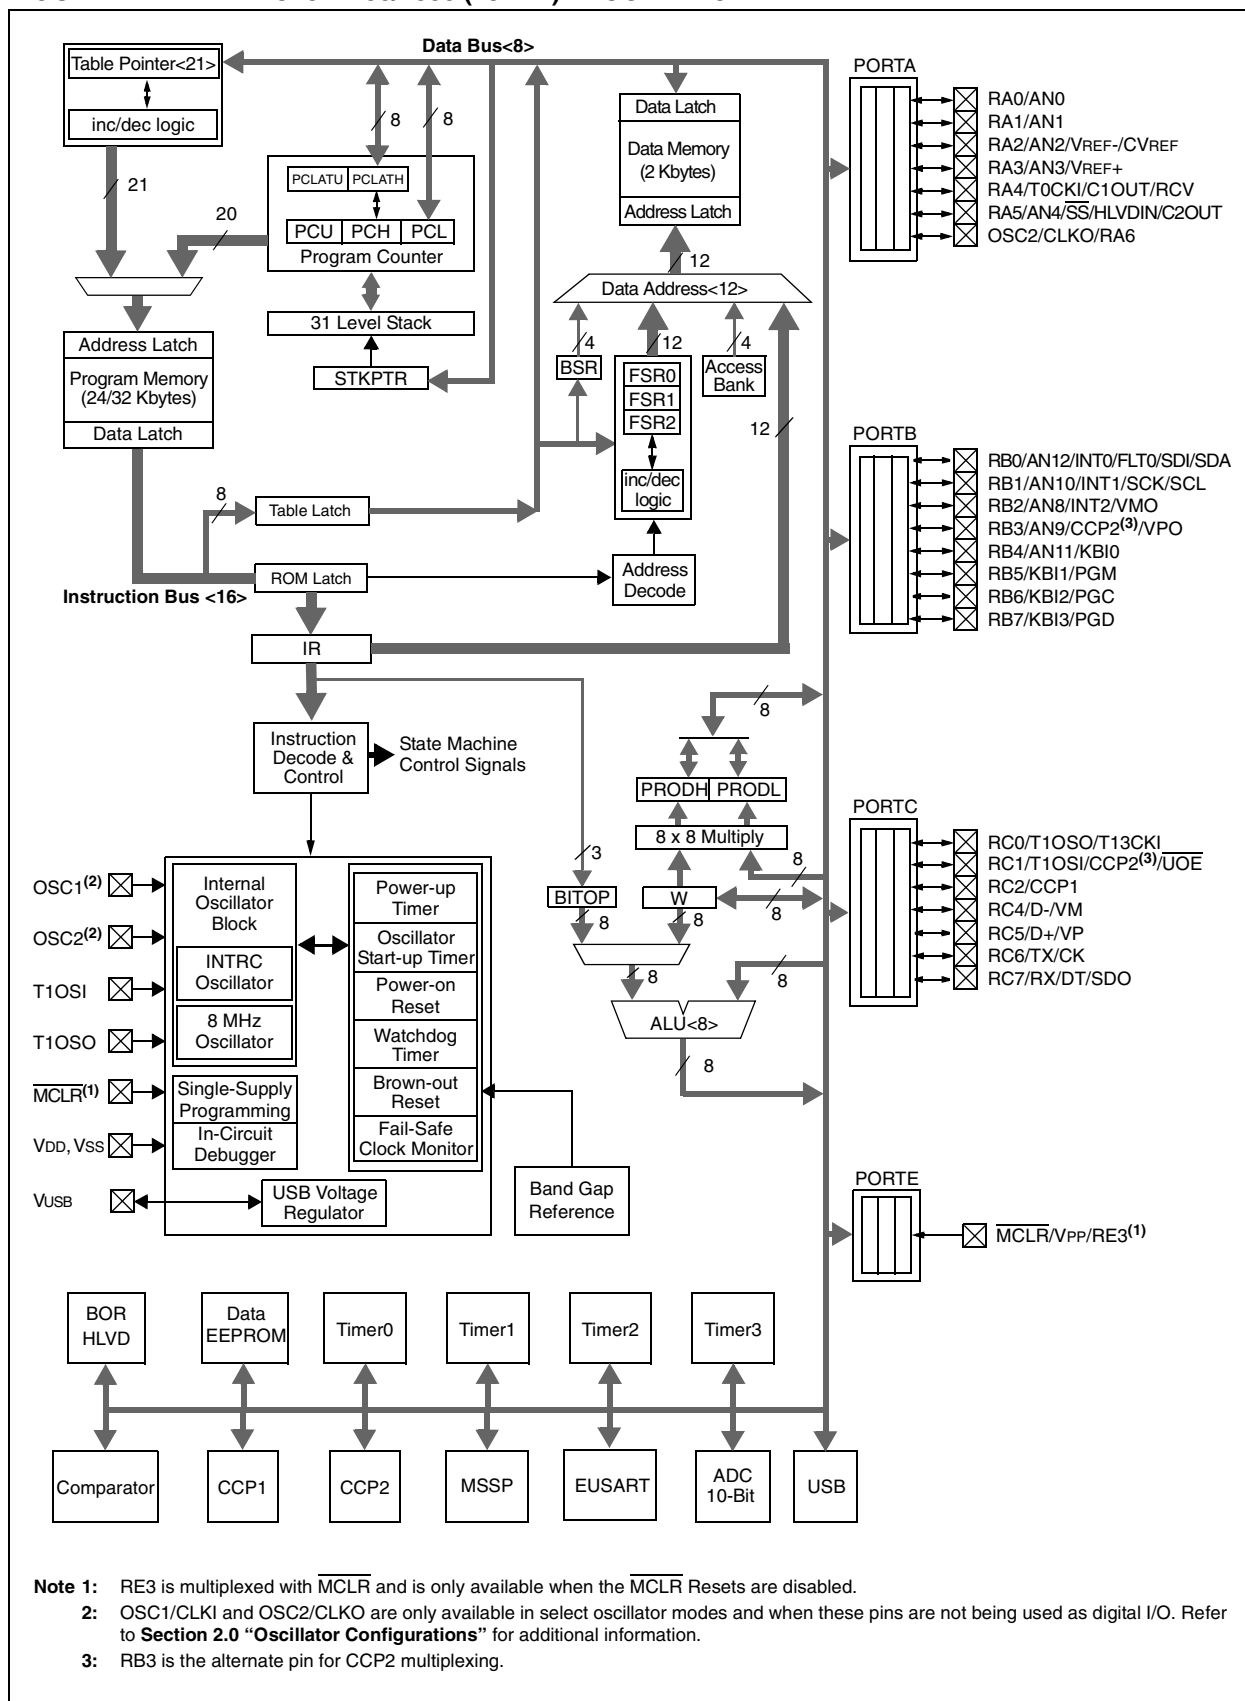 Data Bus<8>
Table Pointer<21>
inc/dec logic
21
20
8
8
PCLATU PCLATH
PCU PCH PCL
Program Counter
31 Level Stack
STKPTR
Address Latch
Program Memory
(24/32 Kbytes)
Data Latch
8
Table Latch
ROM Latch
Instruction Bus <16>
IR
Data Latch
Data Memory
(2 Kbytes)
Address Latch
12
Data Address<12>
4
12
4
BSR
FSR0
FSR1
FSR2
inc/dec
logic
Access
Bank
12
Address
Decode
Instruction
Decode &
Control
State Machine
Control Signals
8
PRODH PRODL
8 x 8 Multiply
3
8
BITOP
W
8
8
8
8
8
ALU<8>
8
OSC1(2)
OSC2(2)
T1OSI
T1OSO
MCLR(1)
VDD, VSS
VUSB
Internal
Oscillator
Block
INTRC
Oscillator
8 MHz
Oscillator
Single-Supply
Programming
In-Circuit
Debugger
Power-up
Timer
Oscillator
Start-up Timer
Power-on
Reset
Watchdog
Timer
Brown-out
Reset
Fail-Safe
Clock Monitor
USB Voltage
Regulator
Band Gap
Reference
PORTA
RA0/AN0
RA1/AN1
RA2/AN2/VREF-/CVREF
RA3/AN3/VREF+
RA4/T0CKI/C1OUT/RCV
RA5/AN4/SS/HLVDIN/C2OUT
OSC2/CLKO/RA6
PORTB
RB0/AN12/INT0/FLT0/SDI/SDA
RB1/AN10/INT1/SCK/SCL
RB2/AN8/INT2/VMO
RB3/AN9/CCP2(3)/VPO
RB4/AN11/KBI0
RB5/KBI1/PGM
RB6/KBI2/PGC
RB7/KBI3/PGD
PORTC
RC0/T1OSO/T13CKI
RC1/T1OSI/CCP2(3)/UOE
RC2/CCP1
RC4/D-/VM
RC5/D+/VP
RC6/TX/CK
RC7/RX/DT/SDO
PORTE
MCLR/VPP/RE3(1)
BOR
HLVD
Data
EEPROM
Timer0
Timer1
Timer2
Timer3
Comparator
CCP1
CCP2
MSSP
EUSART
ADC
10-Bit
USB
Note 1: RE3 is multiplexed with MCLR and is only available when the MCLR Resets are disabled.
2: OSC1/CLKI and OSC2/CLKO are only available in select oscillator modes and when these pins are not being used as digital I/O. Refer
to Section 2.0 “Oscillator Configurations” for additional information.
3: RB3 is the alternate pin for CCP2 multiplexing.